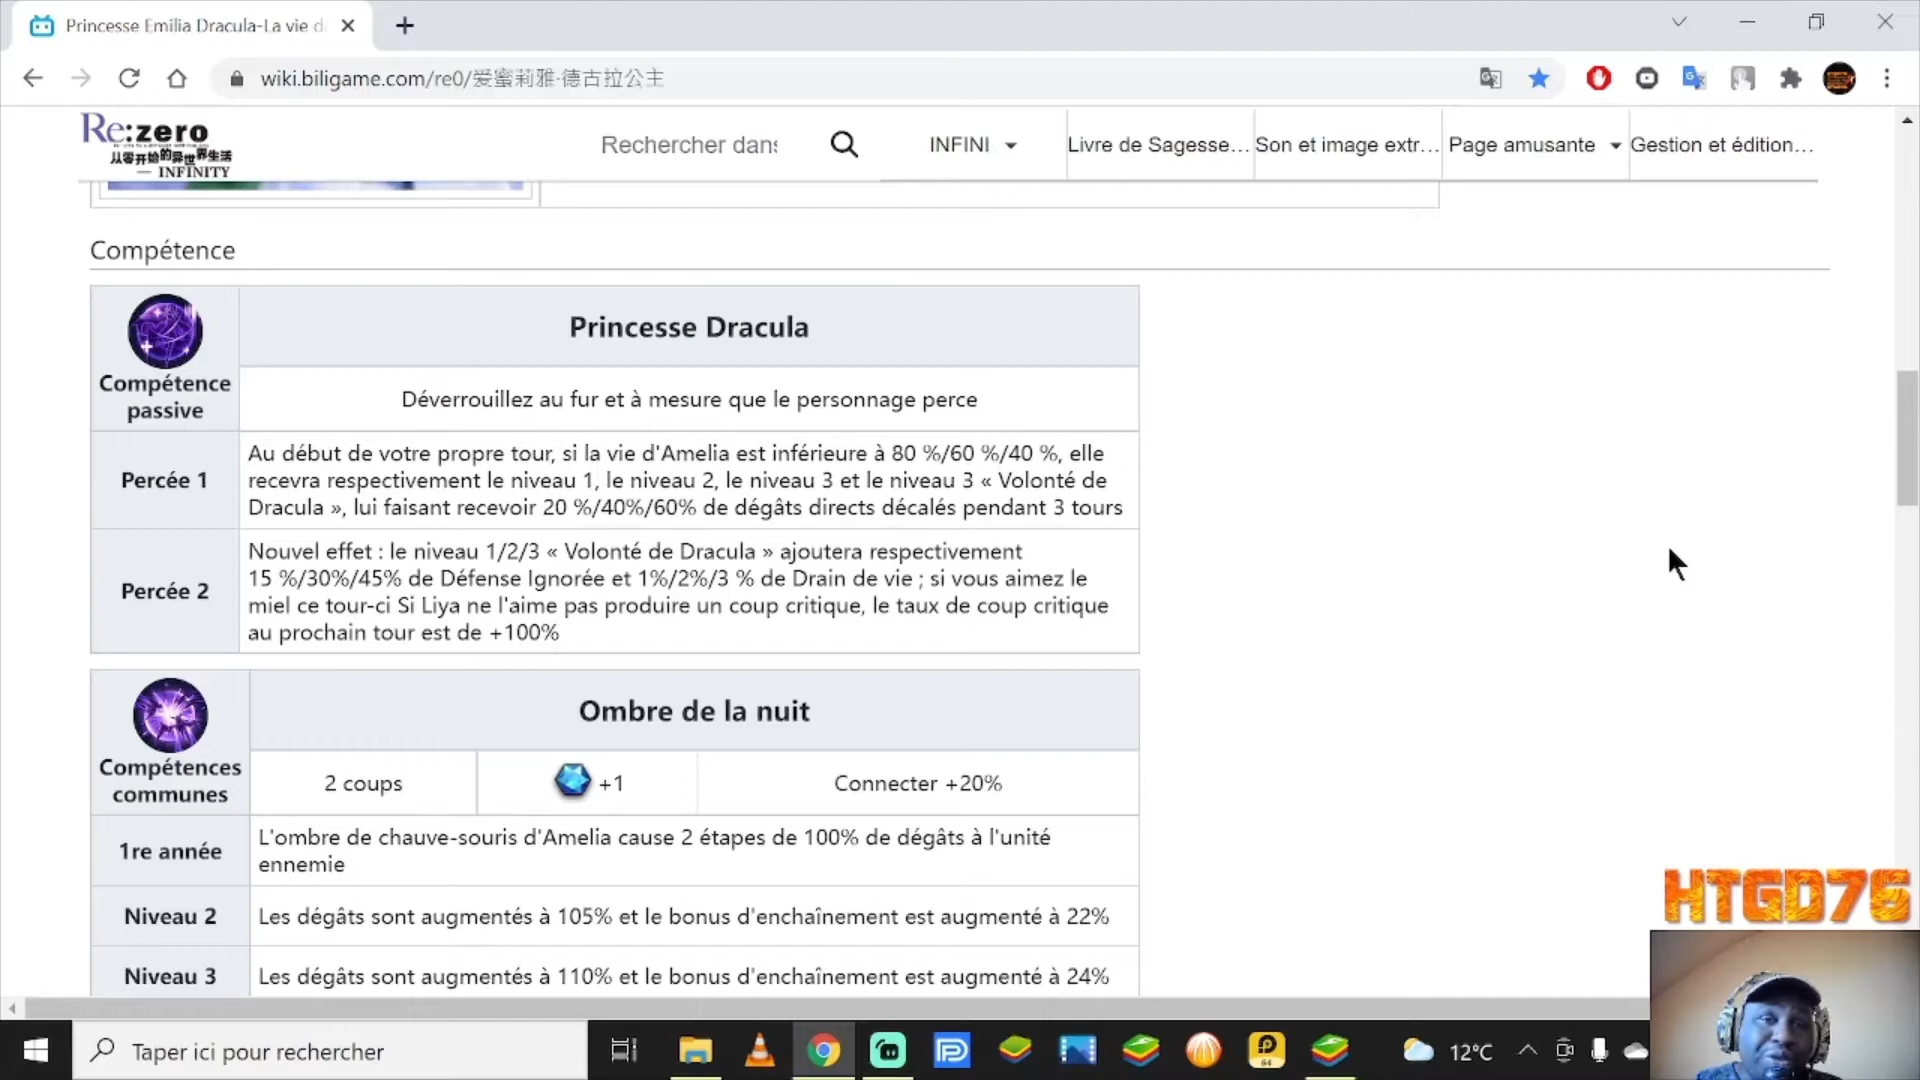 Princesse Emilia Dracula-La vie d
wiki.biligame.com/re0/爱蜜莉雅·德古拉公主
Re:zero
从零开始的异世界生活
INFINITY
Rechercher dans
INFINI
Livre de Sagesse...
Son et image extr...
Page amusante
Gestion et édition...
Compétence
Compétence
passive
Princesse Dracula
Déverrouillez au fur et à mesure que le personnage perce
Percée 1
Au début de votre propre tour, si la vie d'Amelia est inférieure à 80 %/60 %/40 %, elle
recevra respectivement le niveau 1, le niveau 2, le niveau 3 et le niveau 3 « Volonté de
Dracula », lui faisant recevoir 20 %/40%/60% de dégâts directs décalés pendant 3 tours
Percée 2
Nouvel effet : le niveau 1/2/3 « Volonté de Dracula » ajoutera respectivement
15 %/30%/45% de Défense Ignorée et 1%/2%/3 % de Drain de vie ; si vous aimez le
miel ce tour-ci Si Liya ne l'aime pas produire un coup critique, le taux de coup critique
au prochain tour est de +100%
Compétences
communes
Ombre de la nuit
2 coups
+1
Connecter +20%
1re année
L'ombre de chauve-souris d'Amelia cause 2 étapes de 100% de dégâts à l'unité
ennemie
Niveau 2
Les dégâts sont augmentés à 105% et le bonus d'enchaînement est augmenté à 22%
Niveau 3
Les dégâts sont augmentés à 110% et le bonus d'enchaînement est augmenté à 24%
HTGD76
Taper ici pour rechercher
64
12°C